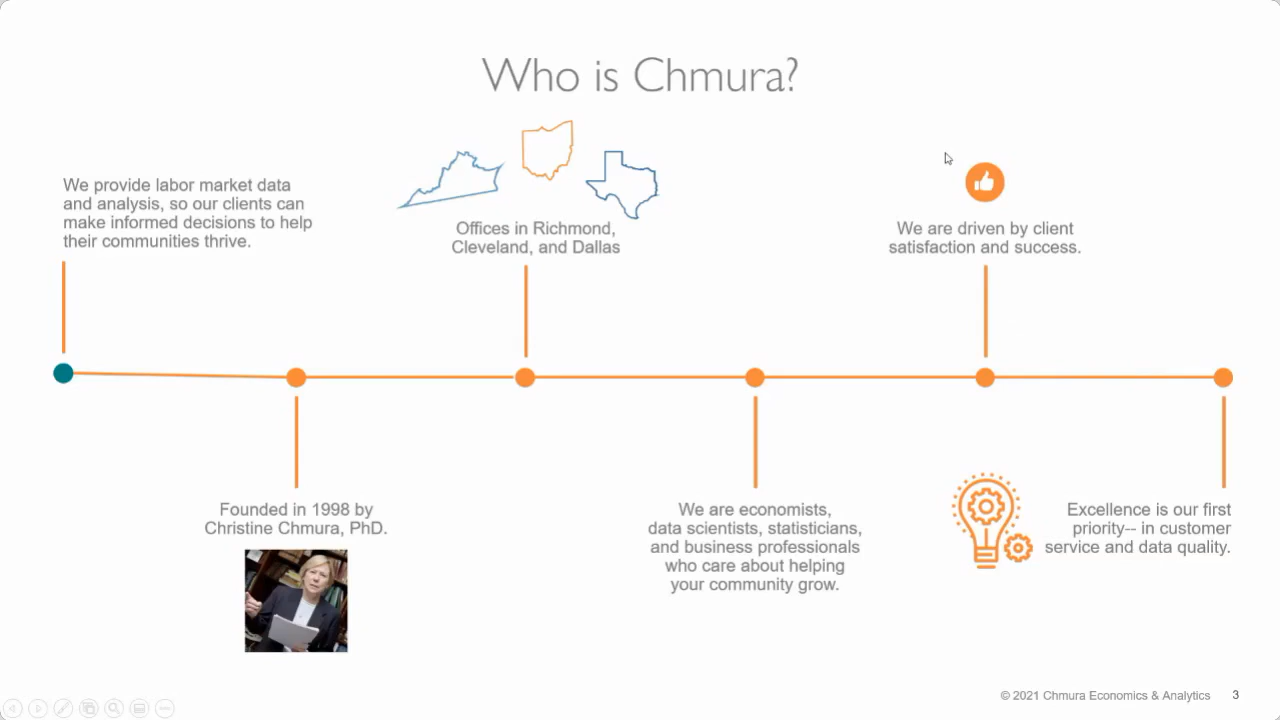 Who is Chmura?
We provide labor market data
and analysis, so our clients can
make informed decisions to help
their communities thrive.
Offices in Richmond,
Cleveland, and Dallas
We are driven by client
satisfaction and success.
Founded in 1998 by
Christine Chmura, PhD.
We are economists,
data scientists, statisticians,
and business professionals
who care about helping
your community grow.
Excellence is our first
priority-- in customer
service and data quality.
© 2021 Chmura Economics & Analytics
3